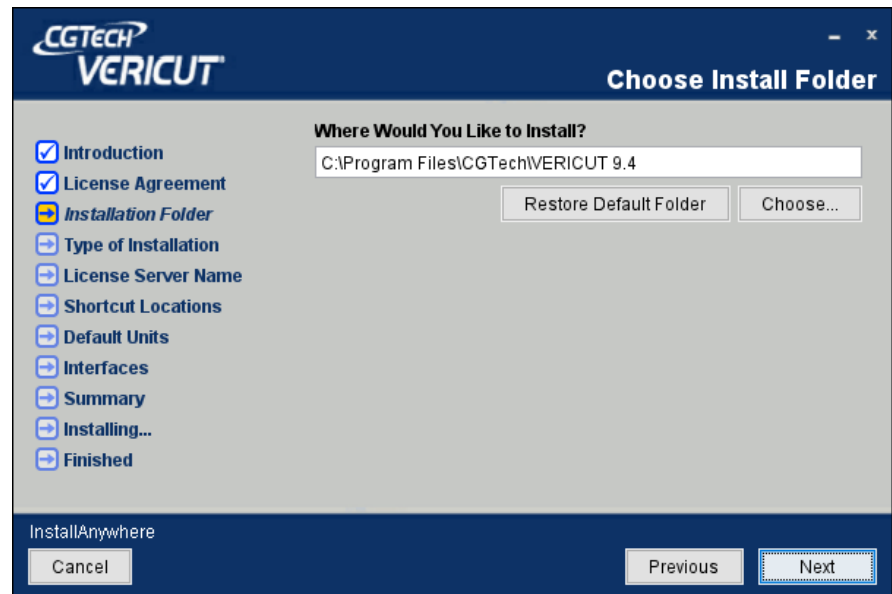 CGTECH
VERICUT
Choose Install Folder
Introduction
License Agreement
Installation Folder
Type of Installation
License Server Name
Shortcut Locations
Default Units
Interfaces
Summary
Installing...
Finished
Where Would You Like to Install?
C:\Program Files\CGTech\VERICUT 9.4
Restore Default Folder
Choose...
InstallAnywhere
Cancel
Previous
Next